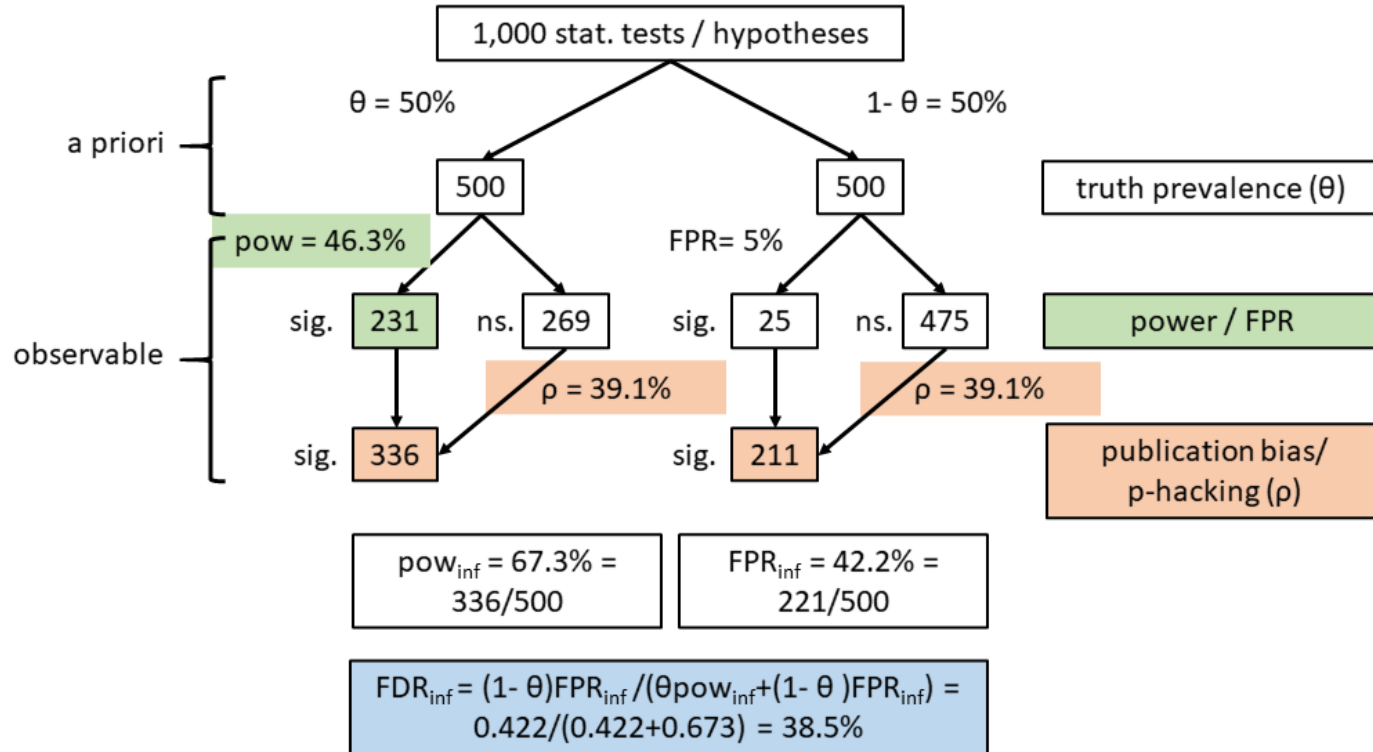 1,000 stat. tests / hypotheses
θ = 50%
1- θ = 50%
a priori
500
500
truth prevalence (θ)
pow = 46.3%
FPR= 5%
observable
sig.
231
ns.
269
sig.
25
ns.
475
power / FPR
ρ = 39.1%
ρ = 39.1%
sig.
336
sig.
211
publication bias/
p-hacking (ρ)
pow_inf = 67.3% =
336/500
FPR_inf = 42.2% =
221/500
FDR_inf = (1- θ)FPR_inf /(θpow_inf+(1- θ )FPR_inf) =
0.422/(0.422+0.673) = 38.5%